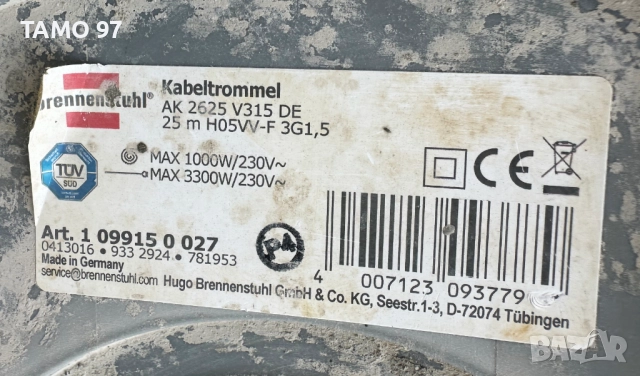 TAMO 97
brennenstuhl®
Kabeltrommel
AK 2625 V315 DE
25 m H05VV-F 3G1,5
TÜV
SÜD
MAX 1000W/230V~
MAX 3300W/230V~
CE
Art. 1 09915 0 027
0413016 • 933 2924 • 781953
Made in Germany
service@brennenstuhl.com
Hugo Brennenstuhl GmbH & Co. KG, Seestr.1-3, D-72074 Tübingen
4 007123 093779
BAZAR
.bg